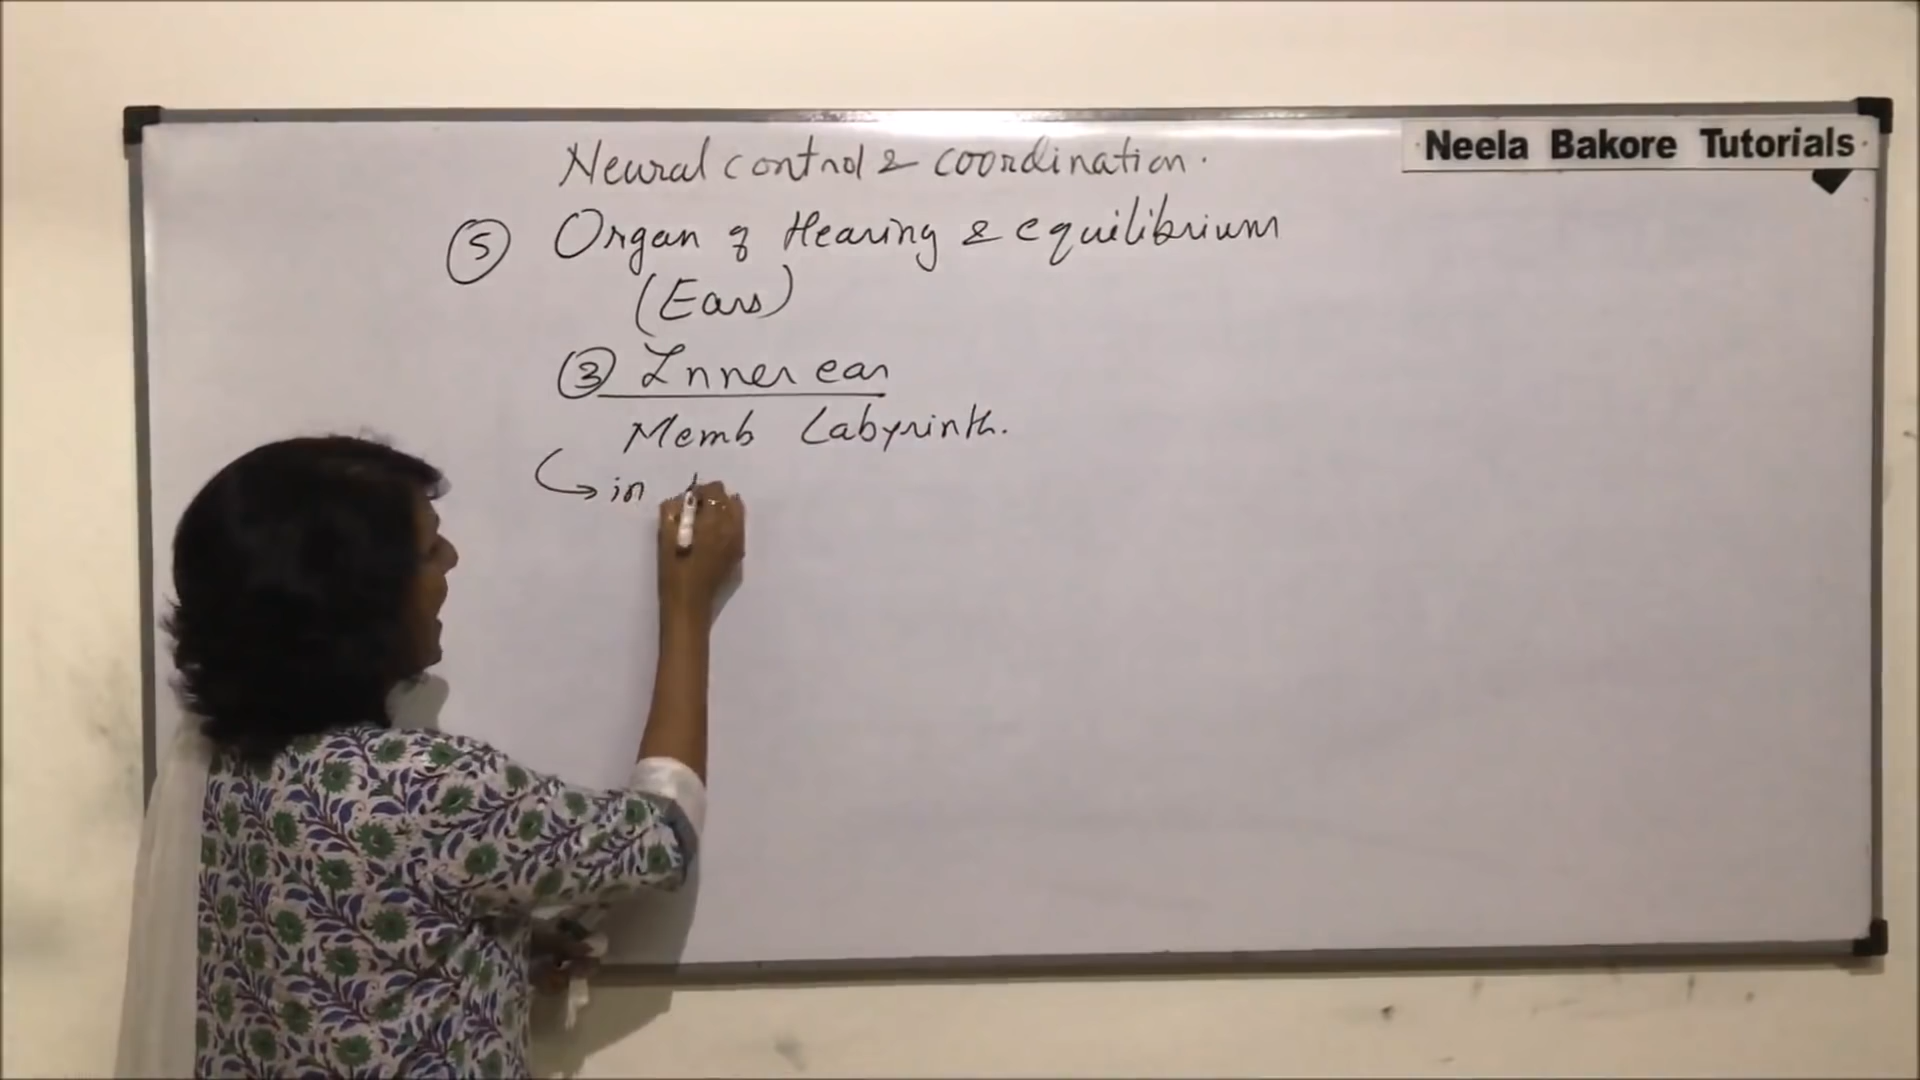 Neela Bakore Tutorials
Neural control & coordination.
⑤ Organ of Hearing & equilibrium
(Ears)
③ Inner ear
Memb Labyrinth.
↳ in